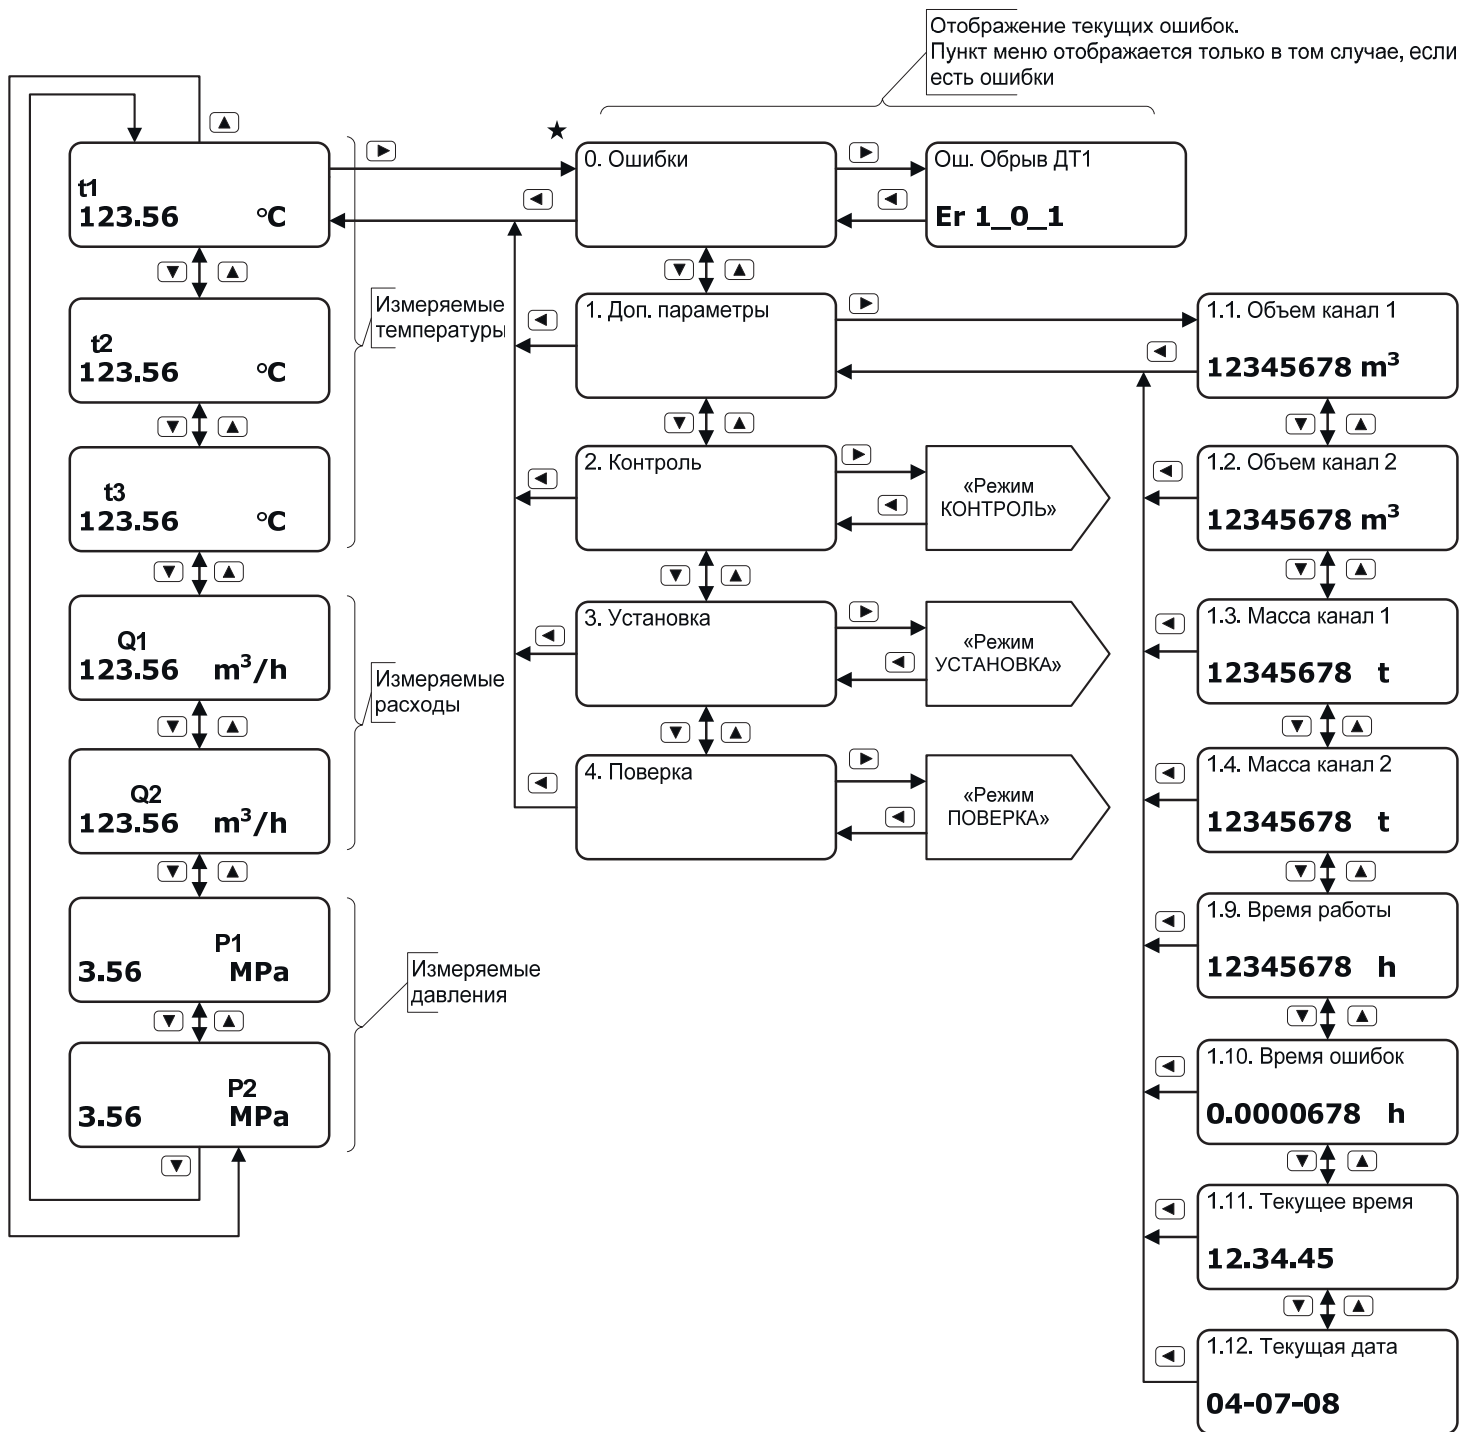 Отображение текущих ошибок.
Пункт меню отображается только в том случае, если
есть ошибки
t1
123.56 °C
t2
123.56 °C
t3
123.56 °C
Измеряемые
температуры
Q1
123.56 m³/h
Q2
123.56 m³/h
Измеряемые
расходы
P1
3.56 MPa
P2
3.56 MPa
Измеряемые
давления
0. Ошибки
Ош. Обрыв ДТ1
Er 1_0_1
1. Доп. параметры
2. Контроль
«Режим
КОНТРОЛЬ»
3. Установка
«Режим
УСТАНОВКА»
4. Поверка
«Режим
ПОВЕРКА»
1.1. Объем канал 1
12345678 m³
1.2. Объем канал 2
12345678 m³
1.3. Масса канал 1
12345678 t
1.4. Масса канал 2
12345678 t
1.9. Время работы
12345678 h
1.10. Время ошибок
0.0000678 h
1.11. Текущее время
12.34.45
1.12. Текущая дата
04-07-08